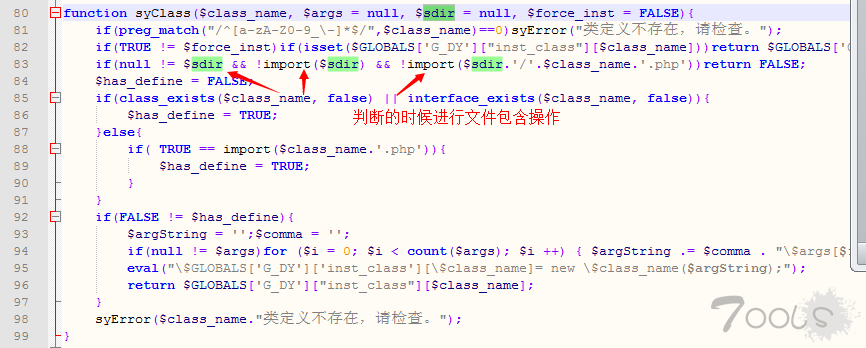 80 function syClass($class_name, $args = null, $sdir = null, $force_inst = FALSE){
81 if(preg_match("/^[a-zA-Z0-9_\-]*$/",$class_name)==0)syError("类定义不存在，请检查。");
82 if(TRUE != $force_inst)if(isset($GLOBALS['G_DY']["inst_class"][$class_name]))return $GLOBALS['
83 if(null != $sdir && !import($sdir) && !import($sdir.'/'.$class_name.'.php'))return FALSE;
84 $has_define = FALSE;
85 if(class_exists($class_name, false) || interface_exists($class_name, false)){
86 $has_define = TRUE;
判断的时候进行文件包含操作
87 }else{
88 if( TRUE == import($class_name.'.php')){
89 $has_define = TRUE;
90 }
91 }
92 if(FALSE != $has_define){
93 $argString = '';$comma = '';
94 if(null != $args)for ($i = 0; $i < count($args); $i ++) { $argString .= $comma . "\$args[$
95 eval("\$GLOBALS['G_DY']['inst_class'][\$class_name]= new \$class_name($argString);");
96 return $GLOBALS['G_DY']["inst_class"][$class_name];
97 }
98 syError($class_name."类定义不存在，请检查。");
99 }
7OOLS